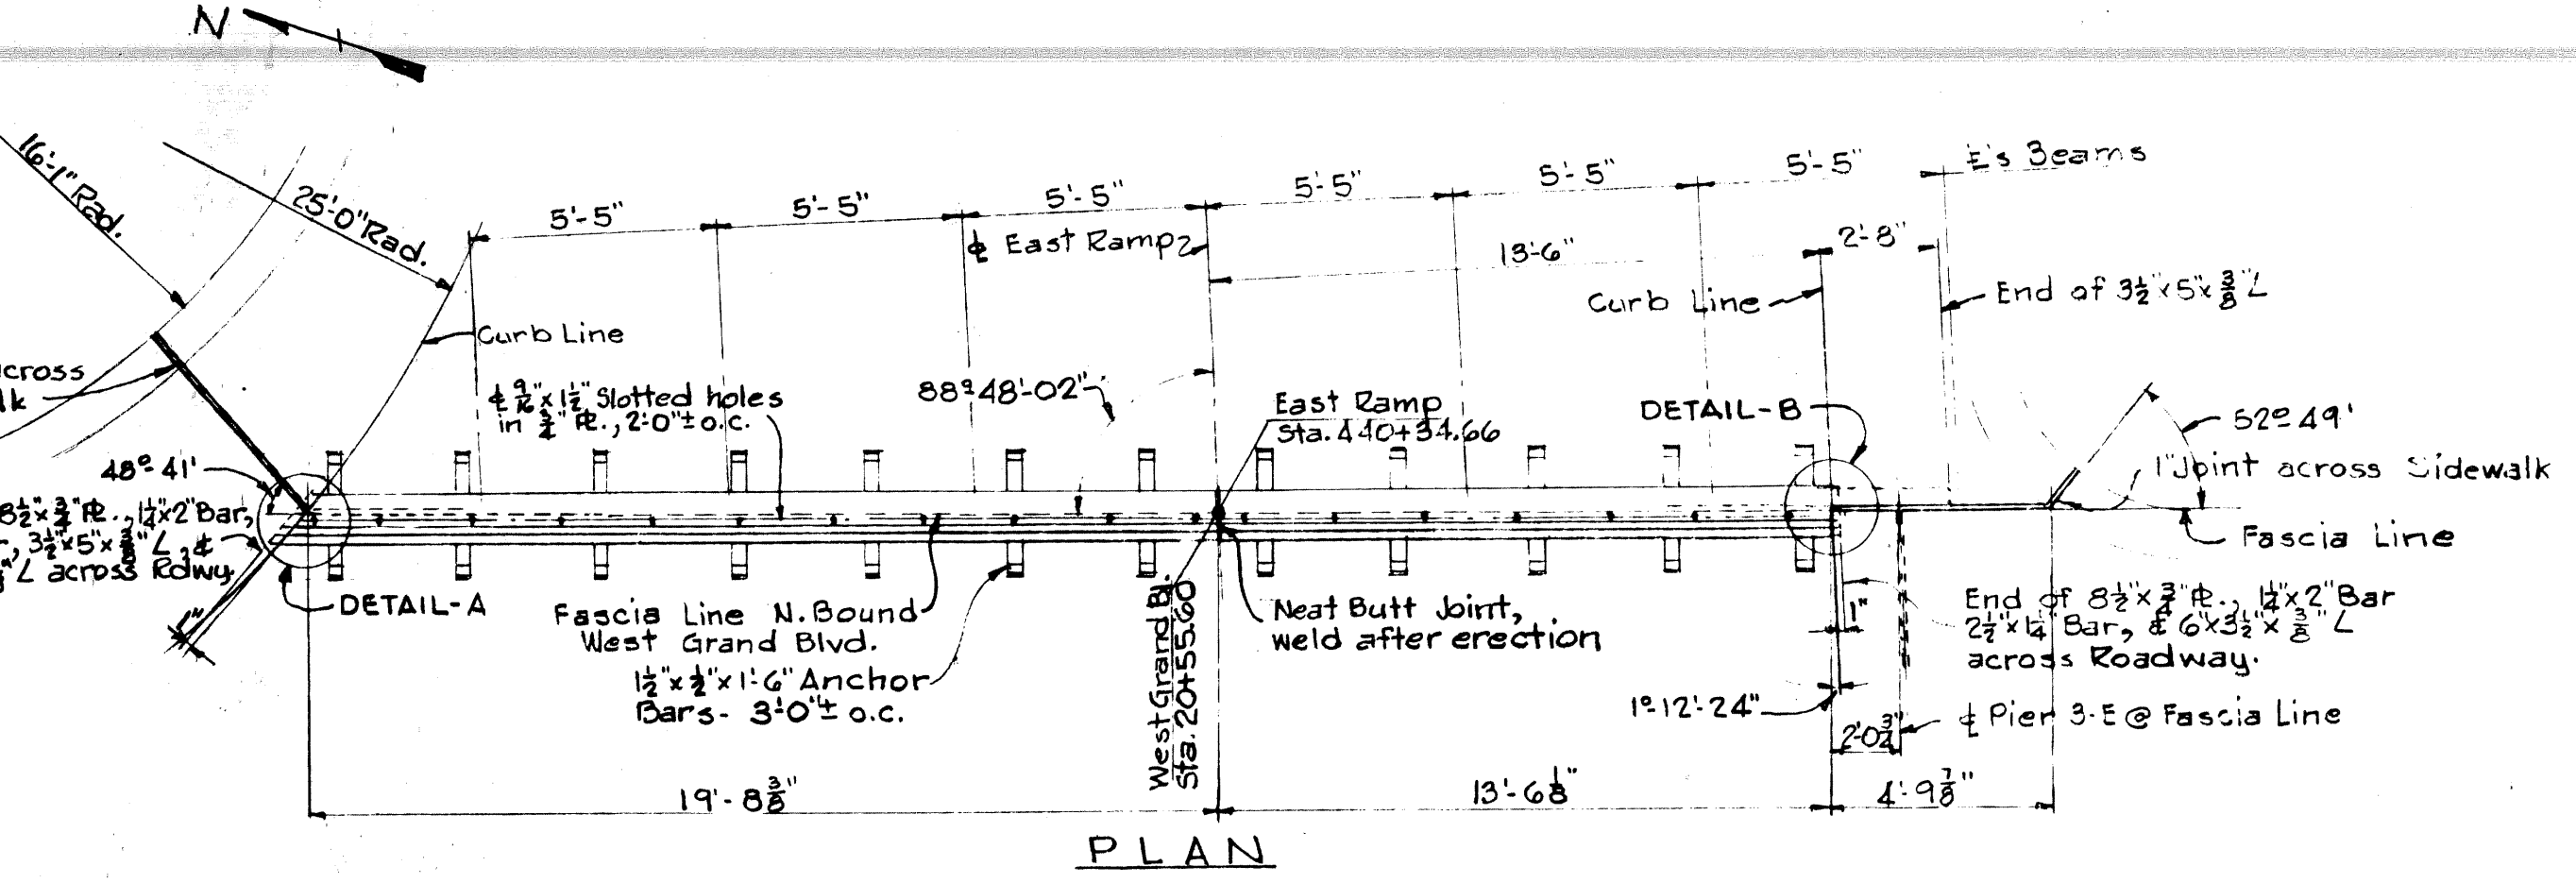 N
16'-1" Rad.
25'-0" Rad.
5'-5"
5'-5"
5'-5"
5'-5"
5'-5"
5'-5"
℄'s Beams
℄ East Ramp
13'-6"
2'-8"
Curb Line
End of 3½"x5"x⅜" L
Curb Line
across
℄ 9/16"x1½" Slotted holes
in ¾" PL., 2'-0"± o.c.
88°-48'-02"
East Ramp
Sta. 440+34.66
DETAIL-B
52° 49'
1" Joint across Sidewalk
48° 41'
8½"x¾" PL., 1¼"x2" Bar,
3½"x5"x⅜" L, &
L across Rdwy.
Fascia Line
DETAIL-A
1"
Fascia Line N. Bound
West Grand Blvd.
1½"x½"x1'-6" Anchor
Bars - 3'-0"± o.c.
West Grand Bl.
Sta. 20+55.60
Neat Butt Joint,
weld after erection
1"
End of 8½"x¾" PL., 1¼"x2" Bar
2½"x1¼" Bar, & 6"x3½"x⅜" L
across Roadway.
1°-12'-24"
℄ Pier 3-E @ Fascia Line
2'-0¾"
19'-8⅜"
13'-6⅛"
4'-9⅞"
PLAN